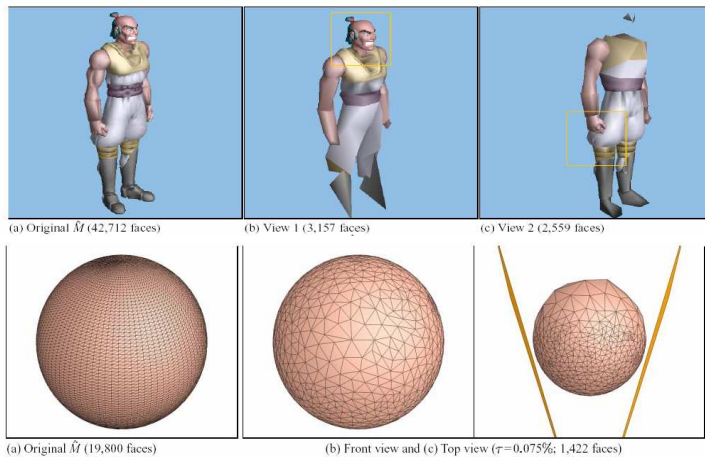 (a) Original M̂ (42,712 faces)
(b) View 1 (3,157 faces)
(c) View 2 (2,559 faces)
(a) Original M̂ (19,800 faces)
(b) Front view and (c) Top view (τ=0.075%; 1,422 faces)